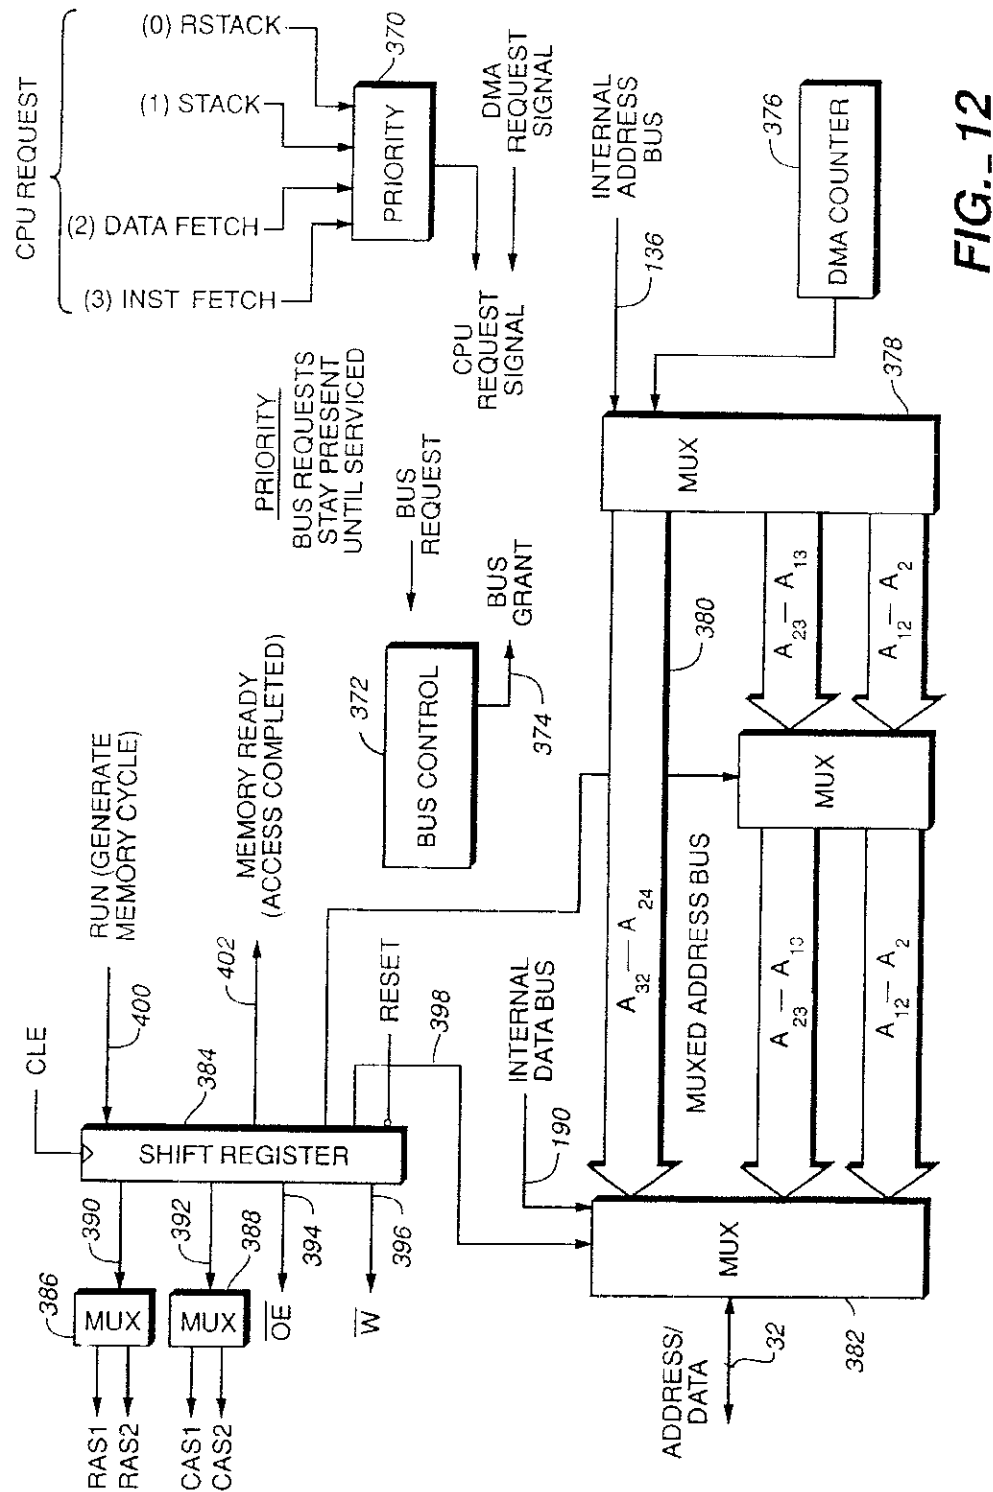 CPU REQUEST
(0) RSTACK
(1) STACK
(2) DATA FETCH
(3) INST FETCH
PRIORITY
370
CPU
REQUEST
SIGNAL
DMA
REQUEST
SIGNAL
PRIORITY
BUS REQUESTS
STAY PRESENT
UNTIL SERVICED
BUS
REQUEST
372
BUS CONTROL
BUS
GRANT
374
CLE
RUN (GENERATE
MEMORY CYCLE)
400
384
SHIFT REGISTER
MEMORY READY
(ACCESS COMPLETED)
402
RESET
398
390
392
394
396
386
MUX
RAS1
RAS2
388
MUX
CAS1
CAS2
OE
W
INTERNAL
ADDRESS
BUS
136
376
DMA COUNTER
378
MUX
A32—A24
380
A23—A13
A12—A2
MUX
MUXED ADDRESS BUS
A23—A13
A12—A2
INTERNAL
DATA BUS
190
MUX
382
ADDRESS/
DATA
32
FIG._12